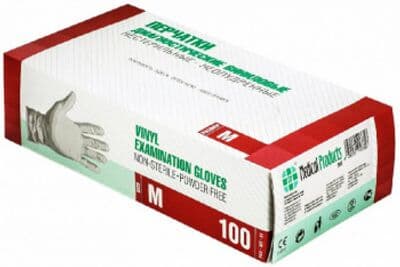 ПЕРЧАТКИ
ДИАГНОСТИЧЕСКИЕ ВИНИЛОВЫЕ
НЕСТЕРИЛЬНЫЕ - НЕОПУДРЕННЫЕ
M
VINYL
EXAMINATION GLOVES
NON-STERILE-POWDER FREE
M
100
Medical Products